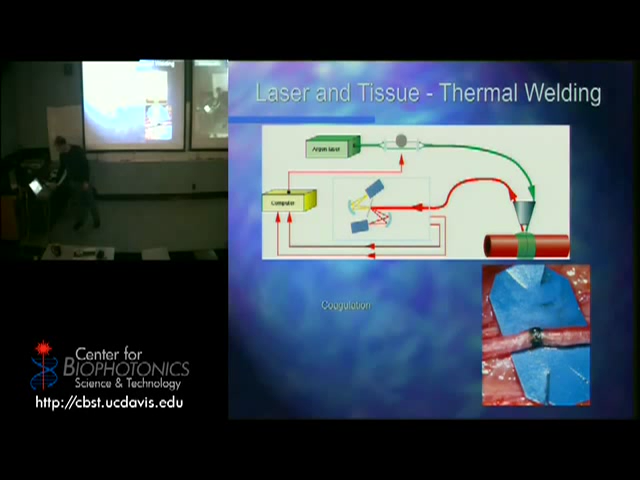 Laser and Tissue - Thermal Welding
Argon laser
Computer
Coagulation
Center for
BIOPHOTONICS
Science & Technology
http://cbst.ucdavis.edu